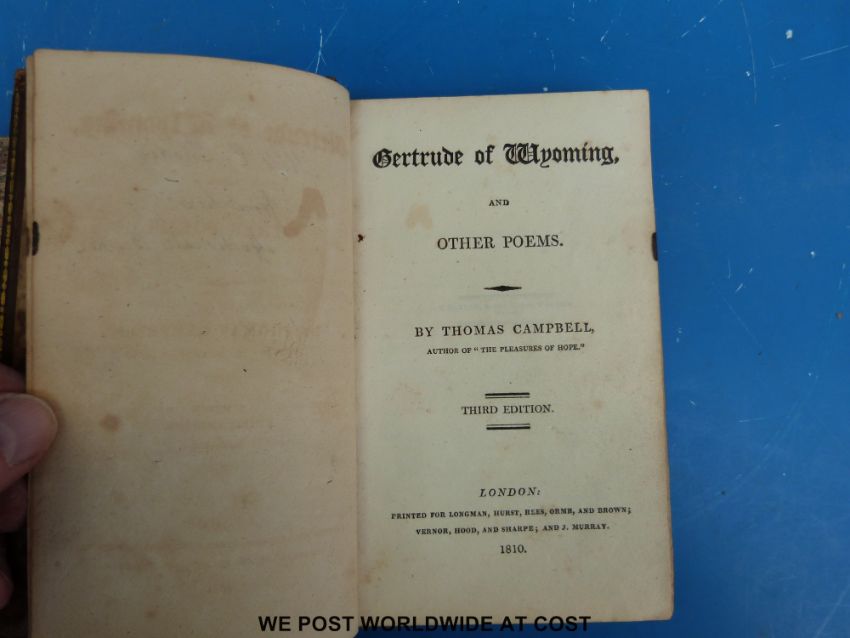 Gertrude of Wyoming,
AND
OTHER POEMS.
BY THOMAS CAMPBELL,
AUTHOR OF "THE PLEASURES OF HOPE."
THIRD EDITION.
LONDON:
PRINTED FOR LONGMAN, HURST, REES, ORME, AND BROWN;
VERNOR, HOOD, AND SHARPE; AND J. MURRAY.
1810.
WE POST WORLDWIDE AT COST